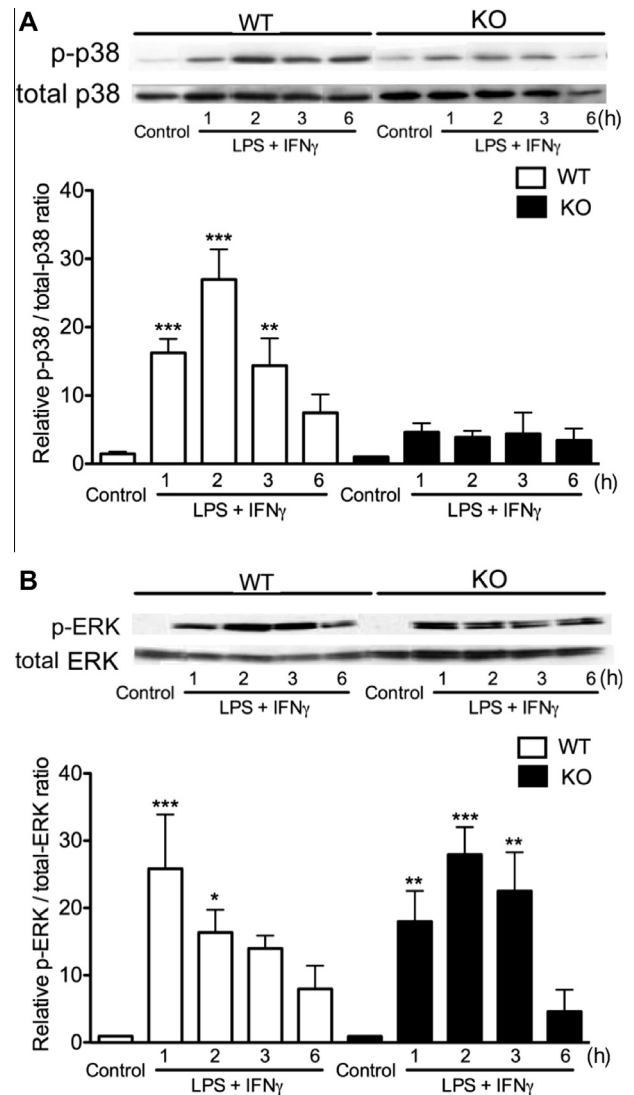 A
WT KO
p-p38
total p38
Control 1 2 3 6 Control 1 2 3 6 (h)
LPS + IFNγ LPS + IFNγ
WT
KO
Relative p-p38 / total-p38 ratio
40
30
20
10
0
*** *** **
Control 1 2 3 6 Control 1 2 3 6 (h)
LPS + IFNγ LPS + IFNγ
B
WT KO
p-ERK
total ERK
Control 1 2 3 6 Control 1 2 3 6 (h)
LPS + IFNγ LPS + IFNγ
WT
KO
Relative p-ERK / total-ERK ratio
40
30
20
10
0
*** * ** *** **
Control 1 2 3 6 Control 1 2 3 6 (h)
LPS + IFNγ LPS + IFNγ